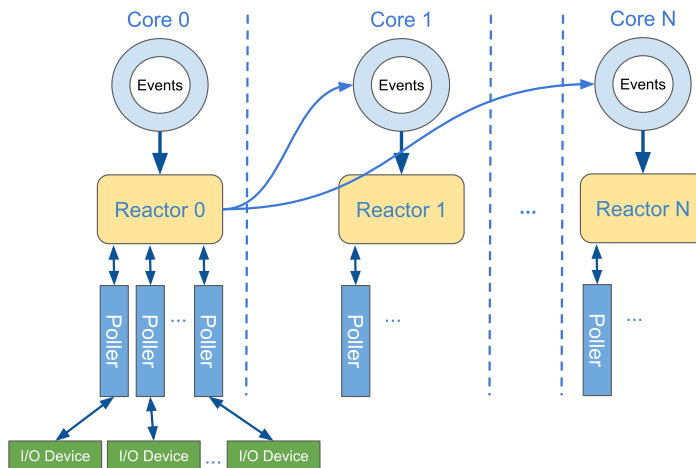 Core 0
Core 1
Core N
Events
Events
Events
Reactor 0
Reactor 1
...
Reactor N
Poller
Poller
...
Poller
Poller
...
Poller
...
I/O Device
I/O Device
...
I/O Device